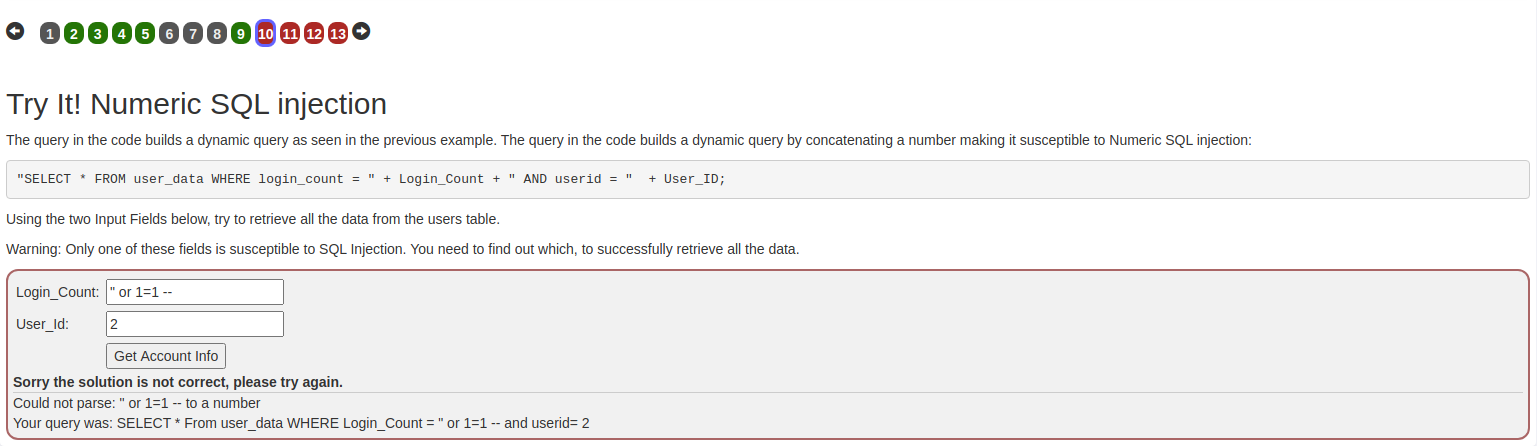 1 2 3 4 5 6 7 8 9 10 11 12 13
Try It! Numeric SQL injection
The query in the code builds a dynamic query as seen in the previous example. The query in the code builds a dynamic query by concatenating a number making it susceptible to Numeric SQL injection:
"SELECT * FROM user_data WHERE login_count = " + Login_Count + " AND userid = "  + User_ID;
Using the two Input Fields below, try to retrieve all the data from the users table.
Warning: Only one of these fields is susceptible to SQL Injection. You need to find out which, to successfully retrieve all the data.
Login_Count: " or 1=1 --
User_Id: 2
Get Account Info
Sorry the solution is not correct, please try again.
Could not parse: " or 1=1 -- to a number
Your query was: SELECT * From user_data WHERE Login_Count = " or 1=1 -- and userid= 2